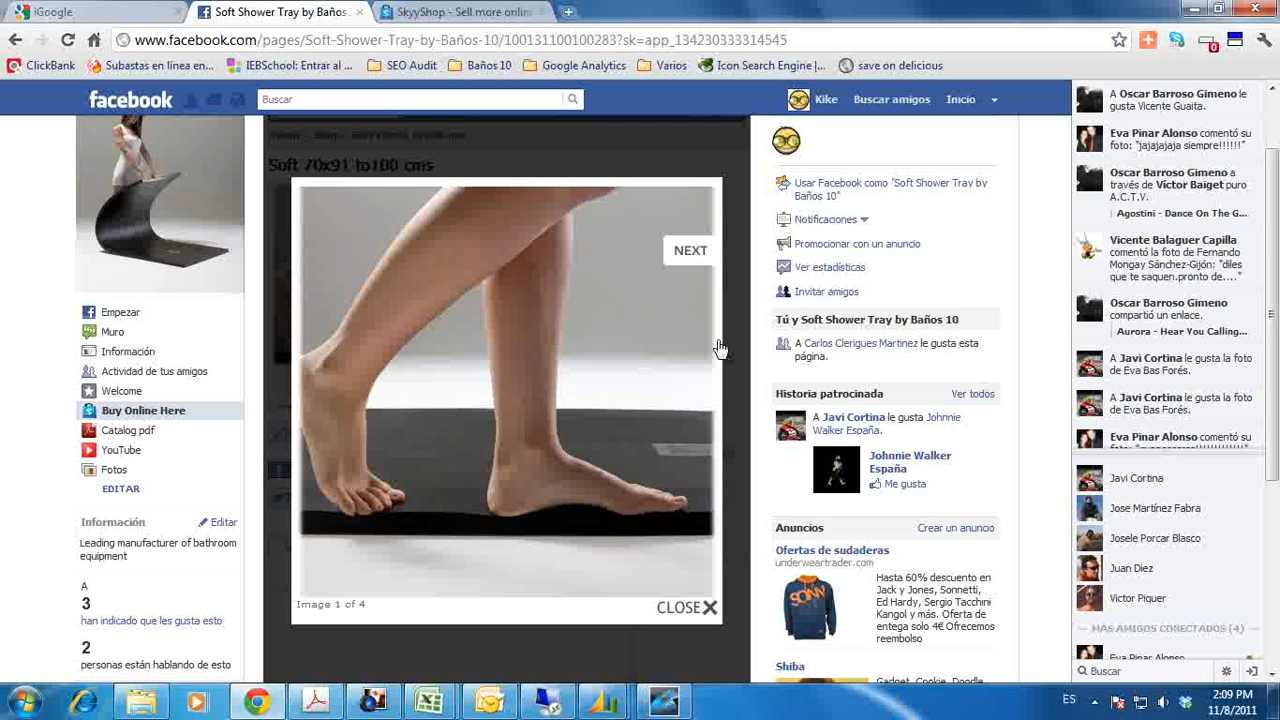 iGoogle
Soft Shower Tray by Baños
SkyyShop - Sell more onlin
www.facebook.com/pages/Soft-Shower-Tray-by-Baños-10/100131100100283?sk=app_134230333314545
ClickBank
Subastas en línea en...
IEBSchool: Entrar al ...
SEO Audit
Baños 10
Google Analytics
Varios
Icon Search Engine |...
save on delicious
facebook
Buscar
Kike
Buscar amigos
Inicio
Soft 70x91 to100 cms
NEXT
Image 1 of 4
CLOSE
Empezar
Muro
Información
Actividad de tus amigos
Welcome
Buy Online Here
Catalog pdf
YouTube
Fotos
EDITAR
Información
Editar
Leading manufacturer of bathroom
equipment
A
3
han indicado que les gusta esto
2
personas están hablando de esto
Usar Facebook como "Soft Shower Tray by
Baños 10"
Notificaciones
Promocionar con un anuncio
Ver estadísticas
Invitar amigos
Tú y Soft Shower Tray by Baños 10
A Carlos Clerigues Martinez le gusta esta
página.
Historia patrocinada
Ver todos
A Javi Cortina le gusta Johnnie
Walker España.
Johnnie Walker
España
Me gusta
Anuncios
Crear un anuncio
Ofertas de sudaderas
underweartrader.com
Hasta 60% descuento en
Jack y Jones, Sonnetti,
Ed Hardy, Sergio Tacchini
Kangol y más. Oferta de
entega solo 4€ Ofrecemos
reembolso
Shiba
Gadget, Cookie, Doodle
A Oscar Barroso Gimeno le
gusta Vicente Guaita.
Eva Pinar Alonso comentó su
foto: "jajajajaja siempre!!!!!!"
Oscar Barroso Gimeno a
través de Víctor Baiget puro
A.C.T.V.
Agostini - Dance On The G...
Vicente Balaguer Capilla
comentó la foto de Fernando
Mongay Sánchez-Gijón: "diles
que te saquen.pronto de...."
Oscar Barroso Gimeno
compartió un enlace.
Aurora - Hear You Calling...
A Javi Cortina le gusta la foto
de Eva Bas Forés.
A Javi Cortina le gusta la foto
de Eva Bas Forés.
Eva Pinar Alonso comentó su
Javi Cortina
Jose Martínez Fabra
Josele Porcar Blasco
Juan Diez
Victor Piquer
MÁS AMIGOS CONECTADOS (4)
Eva Pinar Alonso
Buscar
ES
2:09 PM
11/8/2011